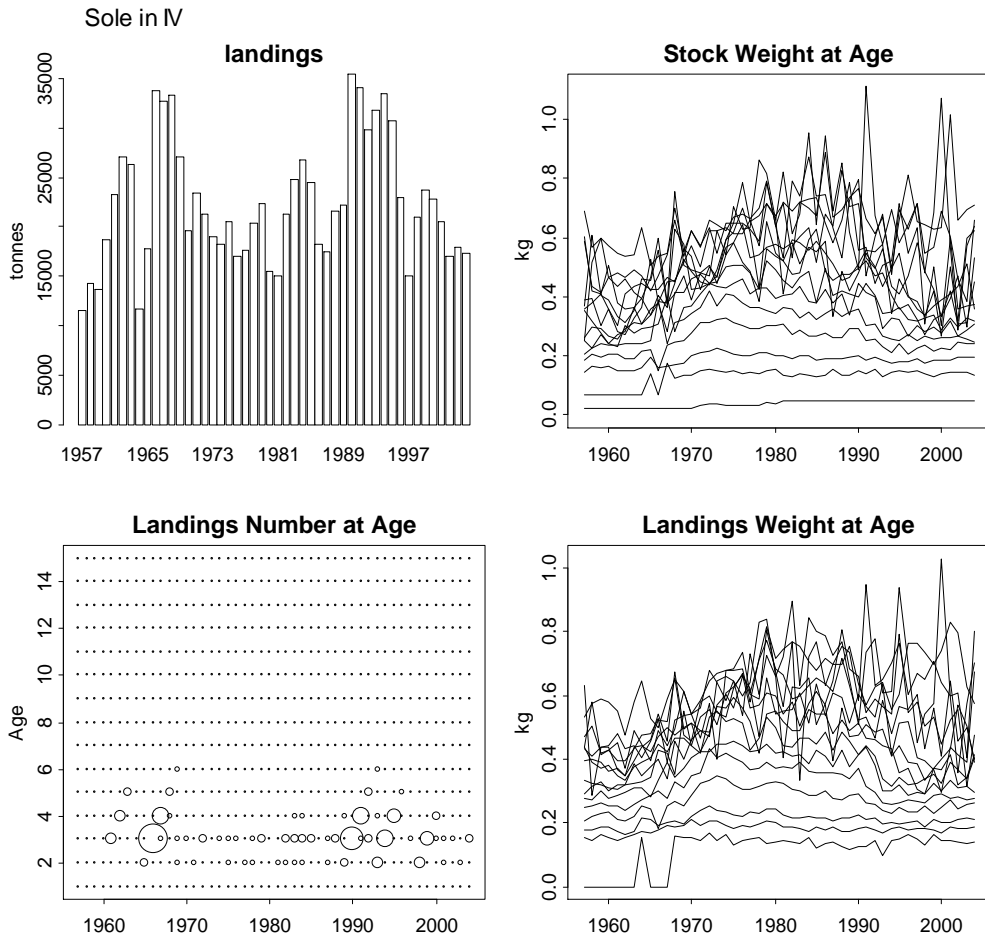 Sole in IV
landings
tonnes
35000
25000
15000
5000
0
1957 1965 1973 1981 1989 1997
Stock Weight at Age
kg
1.0
0.8
0.6
0.4
0.2
0.0
1960 1970 1980 1990 2000
Landings Number at Age
Age
14
12
10
8
6
4
2
1960 1970 1980 1990 2000
Landings Weight at Age
kg
1.0
0.8
0.6
0.4
0.2
0.0
1960 1970 1980 1990 2000